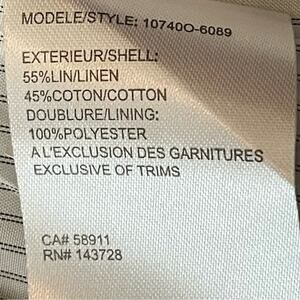 MODELE/STYLE: 10740O-6089
EXTERIEUR/SHELL:
55%LIN/LINEN
45%COTON/COTTON
DOUBLURE/LINING:
100%POLYESTER
A L'EXCLUSION DES GARNITURES
EXCLUSIVE OF TRIMS
CA# 58911
RN# 143728